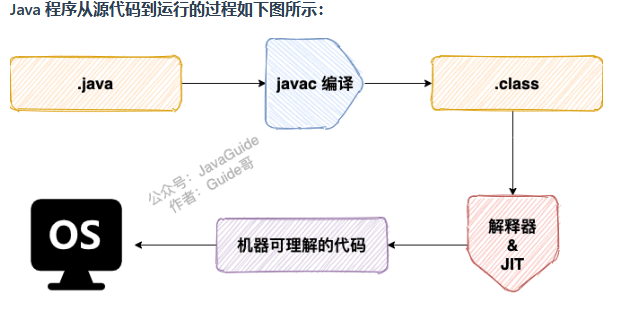 Java 程序从源代码到运行的过程如下图所示：
.java
javac 编译
.class
公众号：JavaGuide
作者：Guide哥
OS
机器可理解的代码
解释器
&
JIT